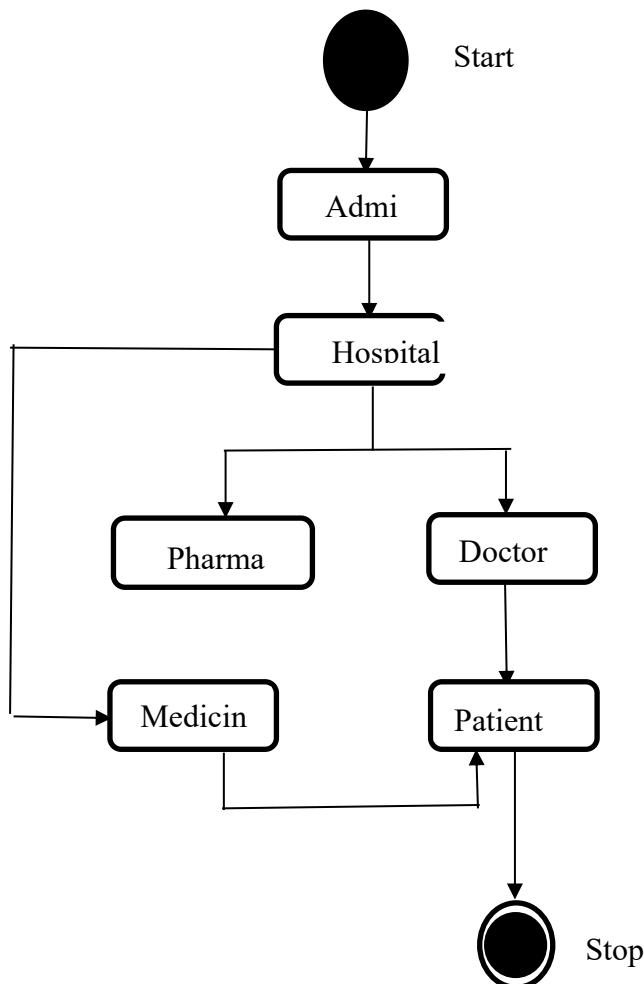 Start
Admi
Hospital
Pharma
Doctor
Medicin
Patient
Stop